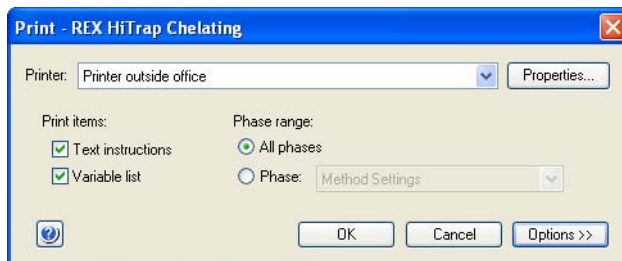 Print - REX HiTrap Chelating
Printer: Printer outside office Properties...
Print items: Phase range:
Text instructions All phases
Variable list Phase: Method Settings
OK Cancel Options >>